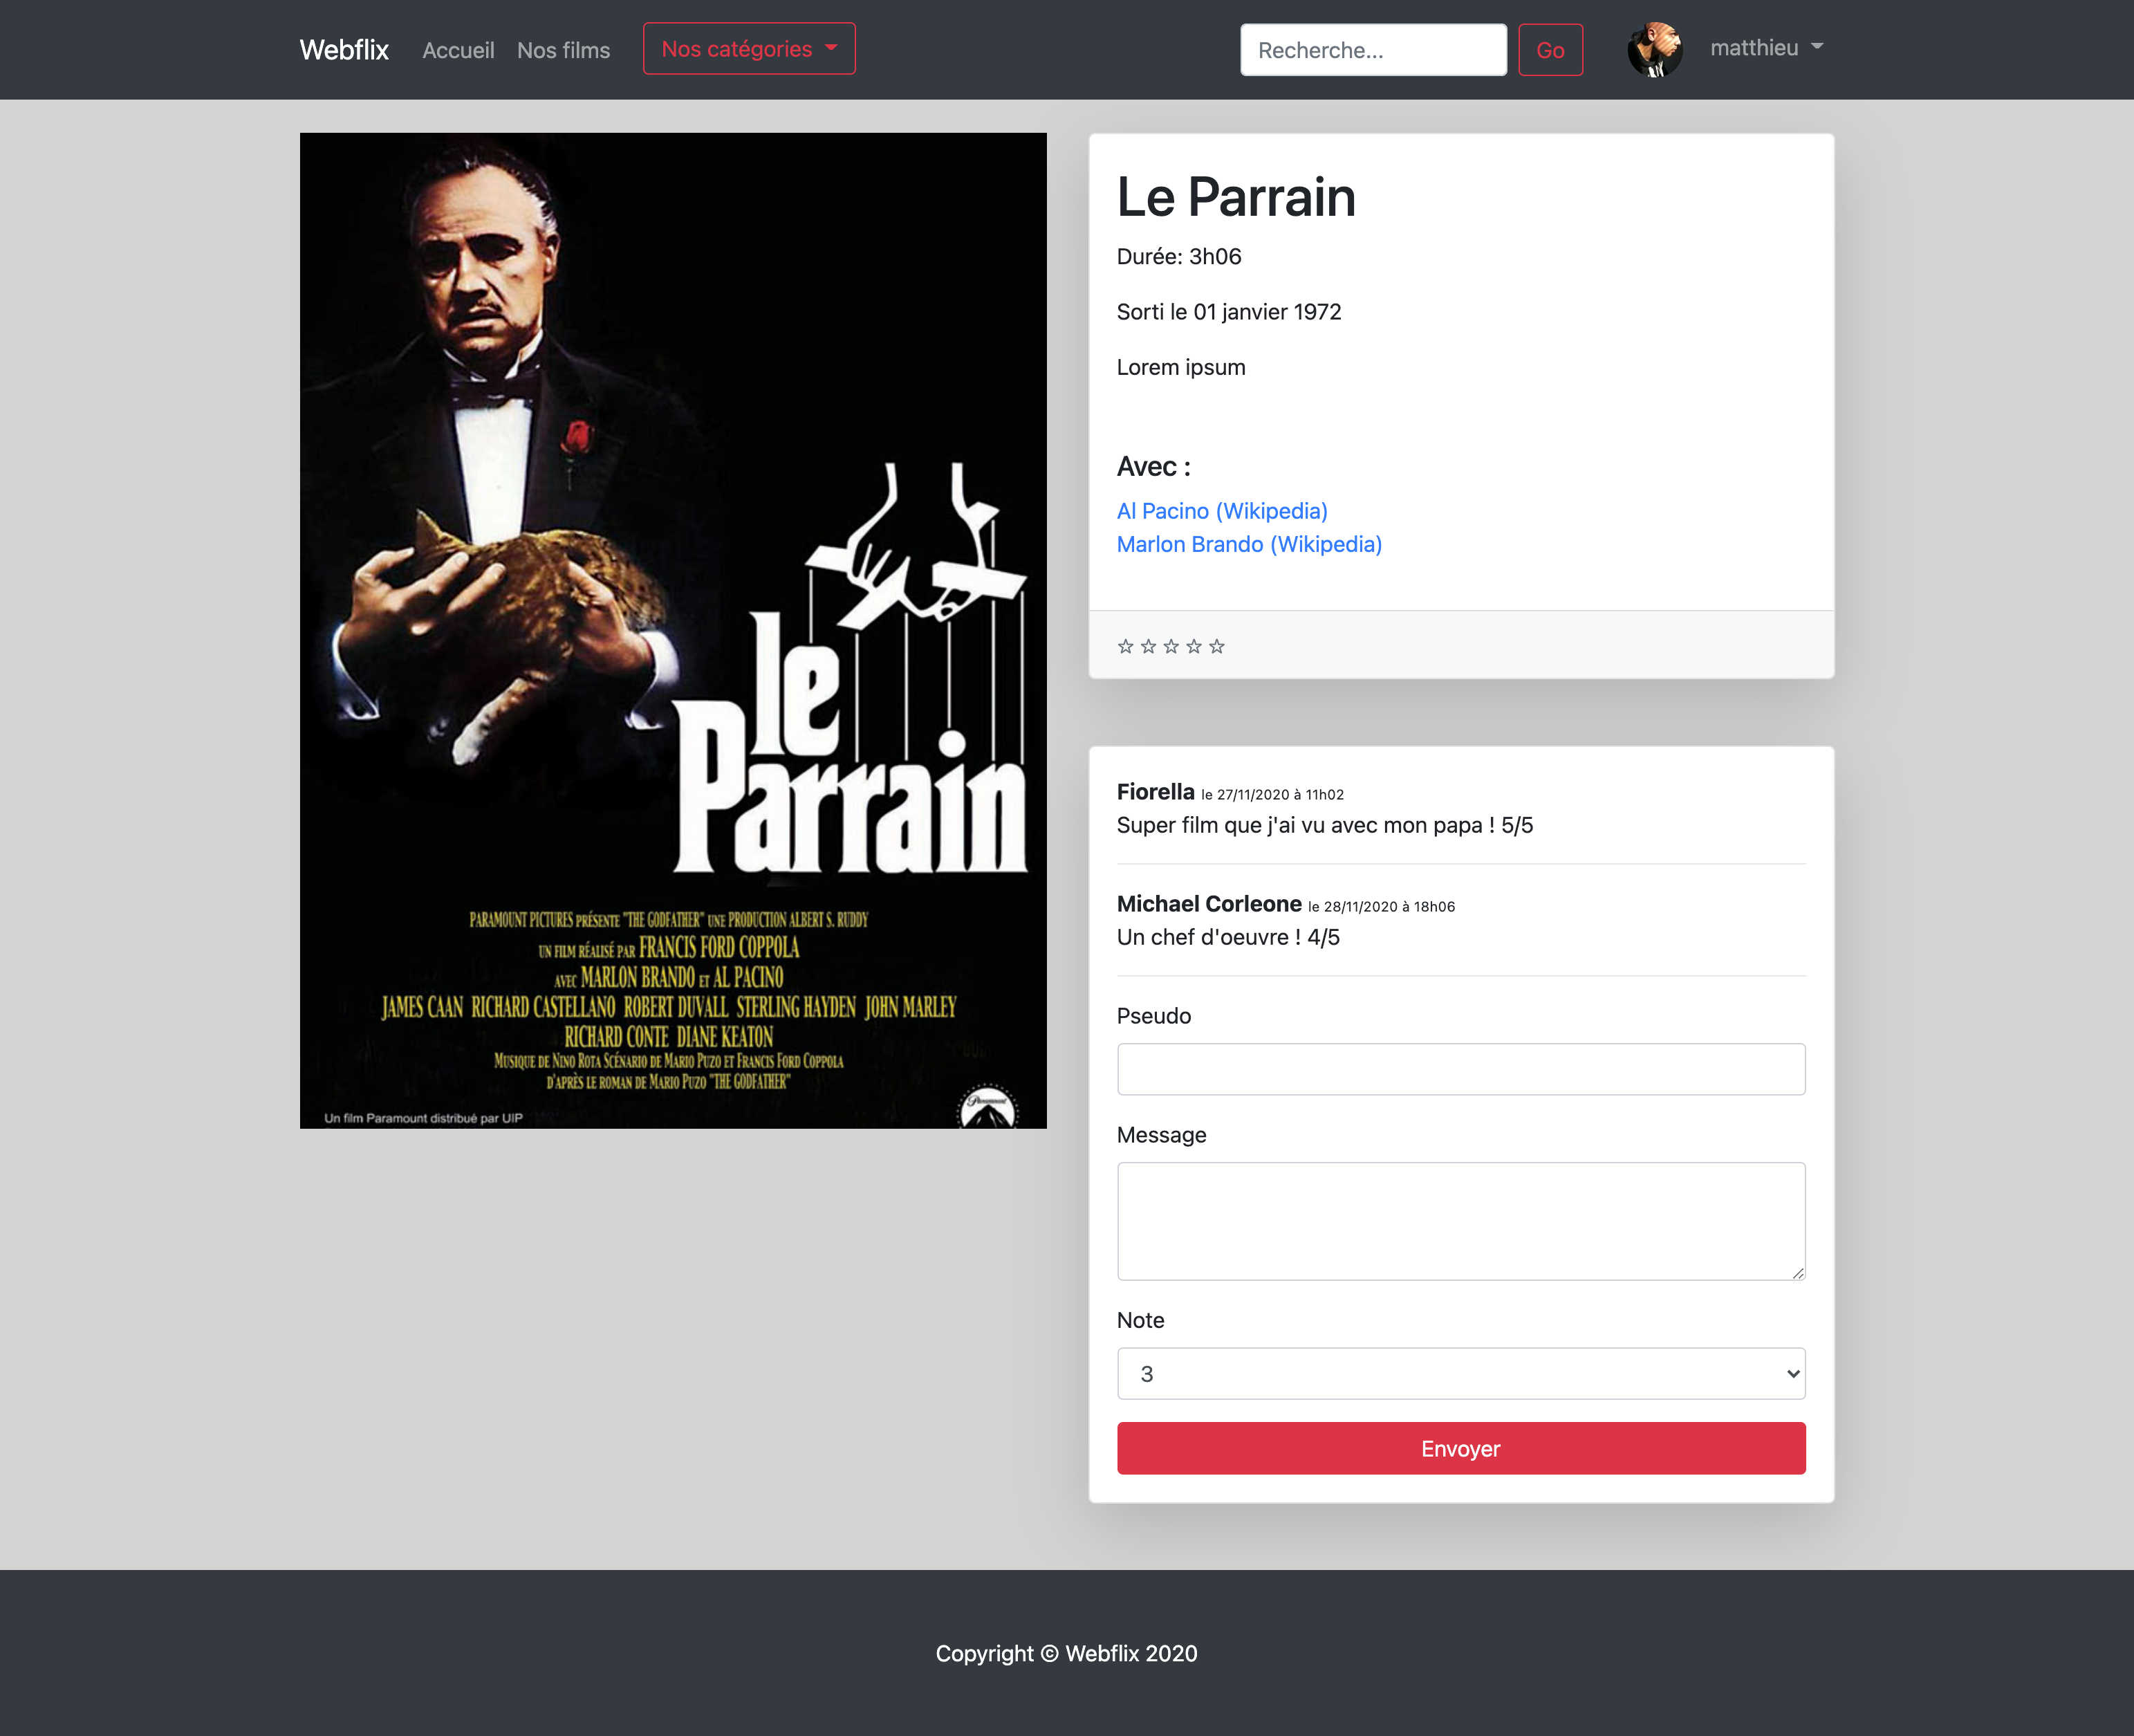 Webflix Accueil Nos films Nos catégories Recherche... Go matthieu
le
Parrain
PARAMOUNT PICTURES PRÉSENTE "THE GODFATHER" UNE PRODUCTION ALBERT S. RUDDY
UN FILM RÉALISÉ PAR FRANCIS FORD COPPOLA
AVEC MARLON BRANDO ET AL PACINO
JAMES CAAN RICHARD CASTELLANO ROBERT DUVALL STERLING HAYDEN JOHN MARLEY
RICHARD CONTE DIANE KEATON
MUSIQUE DE NINO ROTA SCÉNARIO DE MARIO PUZO ET FRANCIS FORD COPPOLA
D'APRÈS LE ROMAN DE MARIO PUZO "THE GODFATHER"
Paramount
Un film Paramount distribué par UIP
Le Parrain
Durée: 3h06
Sorti le 01 janvier 1972
Lorem ipsum
Avec :
Al Pacino (Wikipedia)
Marlon Brando (Wikipedia)
☆ ☆ ☆ ☆ ☆
Fiorella le 27/11/2020 à 11h02
Super film que j'ai vu avec mon papa ! 5/5
Michael Corleone le 28/11/2020 à 18h06
Un chef d'oeuvre ! 4/5
Pseudo
Message
Note
3
Envoyer
Copyright © Webflix 2020